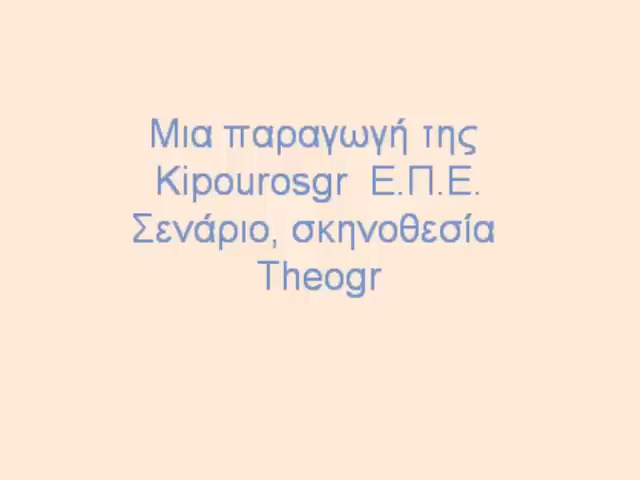 Μια παραγωγή της
Kipourosgr Ε.Π.Ε.
Σενάριο, σκηνοθεσία
Theogr